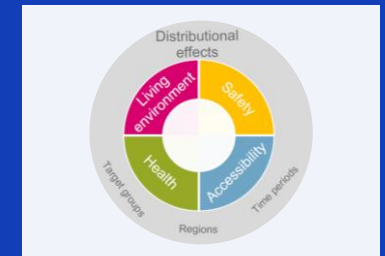 Distributional
effects
Living
environment
Safety
Health
Accessibility
Target groups
Regions
Time periods